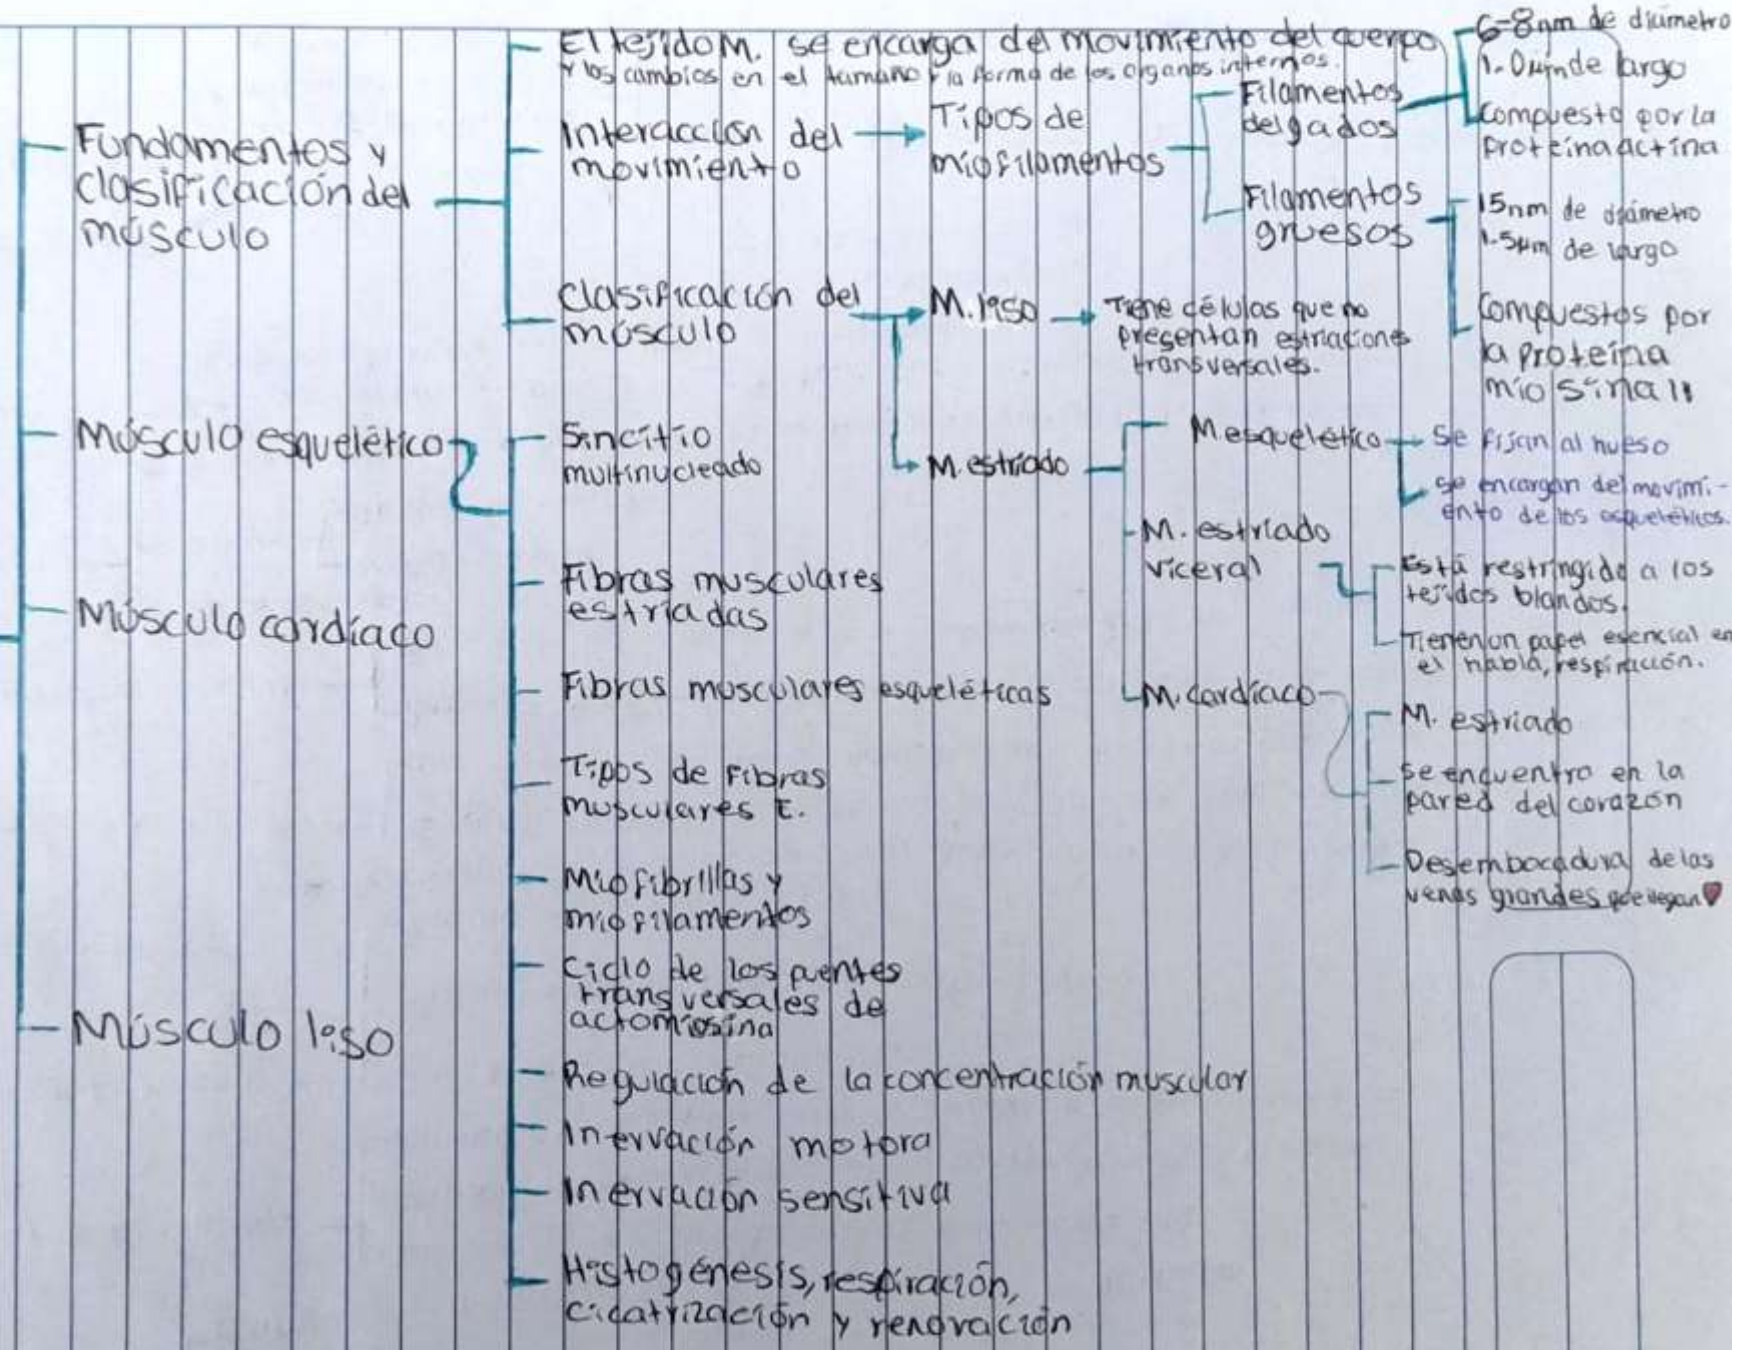 Fundamentos y
clasificación del
músculo
El tejido M. se encarga del movimiento del cuerpo
y los cambios en el tamaño y la forma de los órganos internos.
Interacción del
movimiento
Tipos de
miofilamentos
Filamentos
delgados
6-8nm de diámetro
1.0µm de largo
Compuesto por la
proteína actina
Filamentos
gruesos
15nm de diámetro
1.5µm de largo
Compuestos por
la proteína
miosina II
Clasificación del
músculo
M. liso
Tiene células que no
presentan estriaciones
transversales.
M. estriado
M. esquelético
Se fijan al hueso
se encargan del movimi-
ento de los esqueléticos.
M. estriado
viceral
Está restringido a los
tejidos blandos.
Tienen un papel esencial en
el habla, respiración.
M. cardíaco
M. estriado
Se encuentra en la
pared del corazón
Desembocadura de las
venas grandes que llegan
Músculo esquelético
Sincitio
multinucleado
Fibras musculares
estriadas
Fibras musculares esqueléticas
Tipos de fibras
musculares E.
Miofibrillas y
miofilamentos
Ciclo de los puentes
transversales de
actomiosina
Regulación de la concentración muscular
Inervación motora
Inervación sensitiva
Histogénesis, respiración,
cicatrización y renovación
Músculo cardíaco
Músculo liso